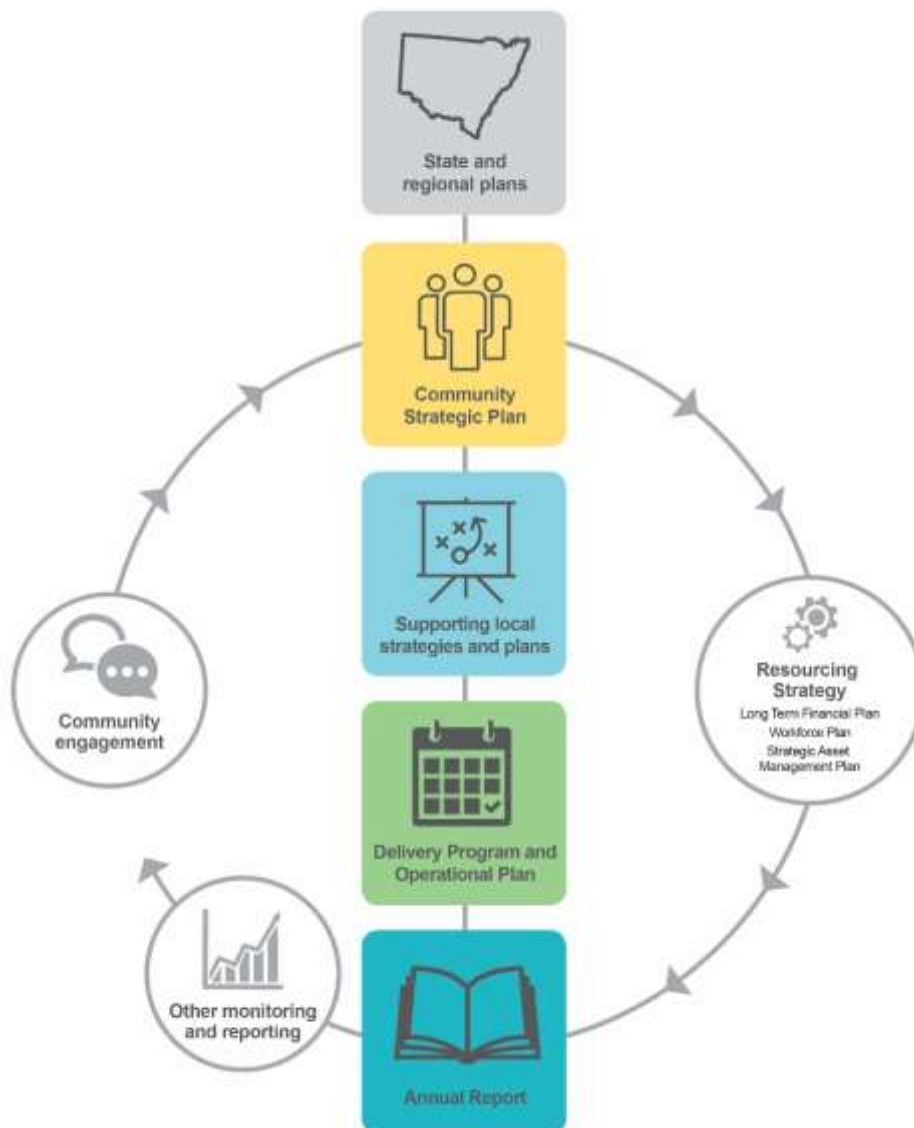 State and
regional plans
Community
Strategic Plan
Supporting local
strategies and plans
Community
engagement
Resourcing
Strategy
Long Term Financial Plan
Workforce Plan
Strategic Asset
Management Plan
Delivery Program and
Operational Plan
Other monitoring
and reporting
Annual Report